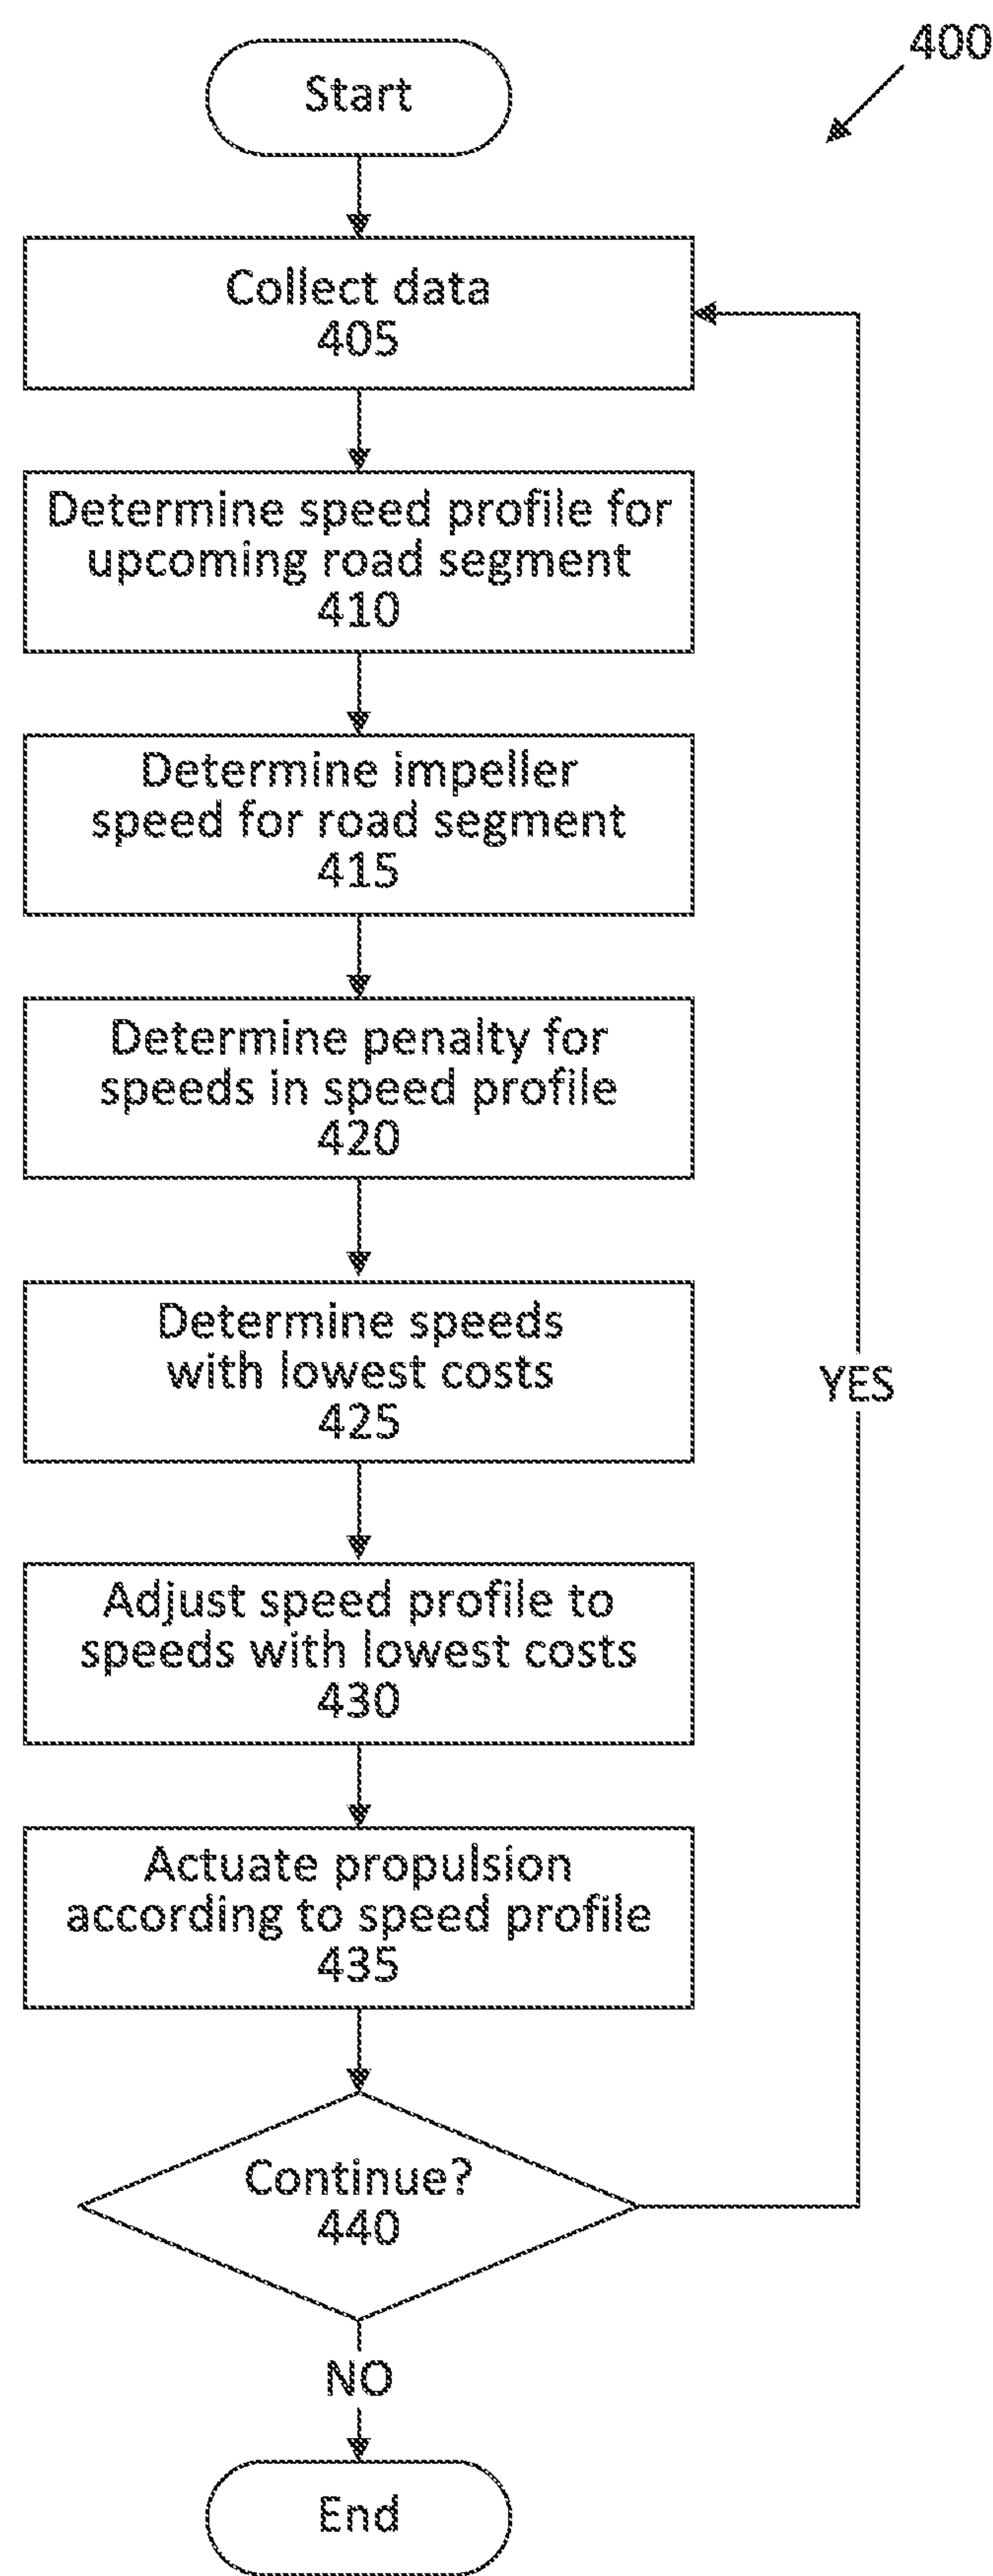 400
Start
Collect data
405
Determine speed profile for
upcoming road segment
410
Determine impeller
speed for road segment
415
Determine penalty for
speeds in speed profile
420
Determine speeds
with lowest costs
425
YES
Adjust speed profile to
speeds with lowest costs
430
Actuate propulsion
according to speed profile
435
Continue?
440
NO
End